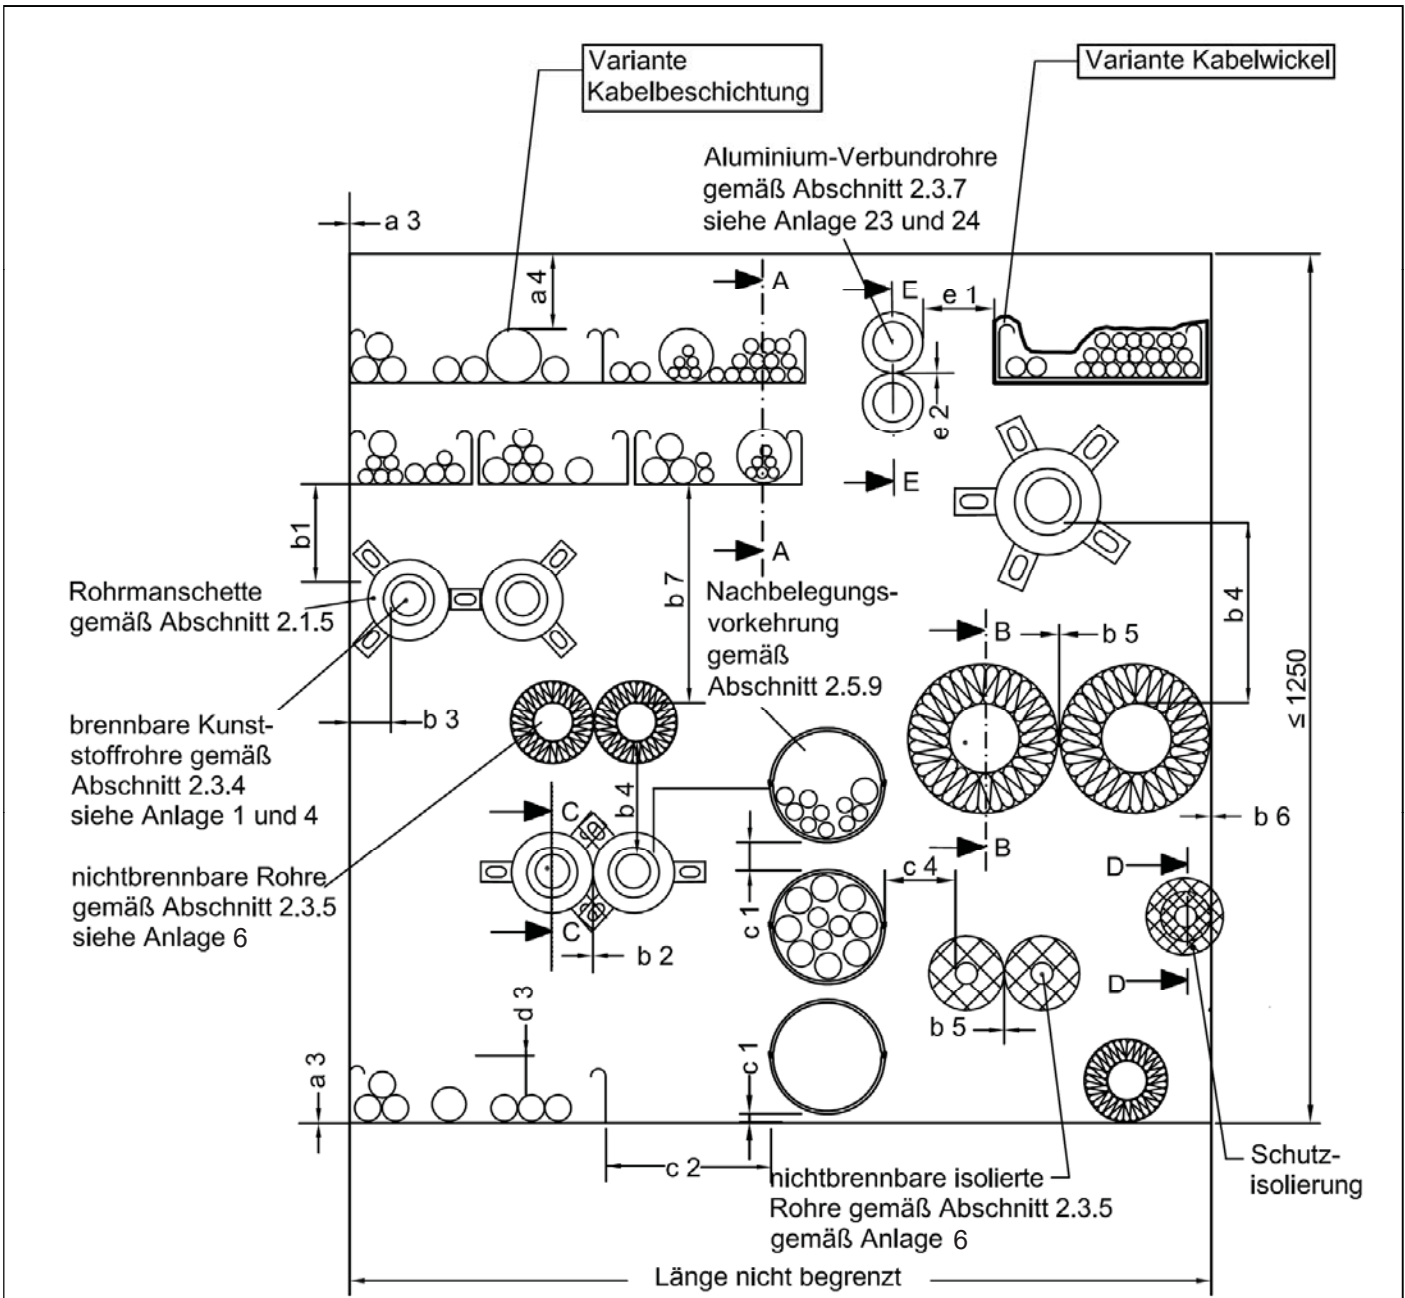 Variante
Kabelbeschichtung
Variante Kabelwickel
Aluminium-Verbundrohre
gemäß Abschnitt 2.3.7
siehe Anlage 23 und 24
a 3
a 4
A
E
e 1
e 2
E
A
b1
b 7
Rohrmanschette
gemäß Abschnitt 2.1.5
Nachbelegungs-
vorkehrung
gemäß
Abschnitt 2.5.9
B
b 5
b 4
≤ 1250
b 3
brennbare Kunst-
stoffrohre gemäß
Abschnitt 2.3.4
siehe Anlage 1 und 4
b 4
C
B
b 6
nichtbrennbare Rohre
gemäß Abschnitt 2.3.5
siehe Anlage 6
C
b 2
c 1
c 4
D
D
b 5
d 3
a 3
c 1
c 2
nichtbrennbare isolierte
Rohre gemäß Abschnitt 2.3.5
gemäß Anlage 6
Schutz-
isolierung
Länge nicht begrenzt